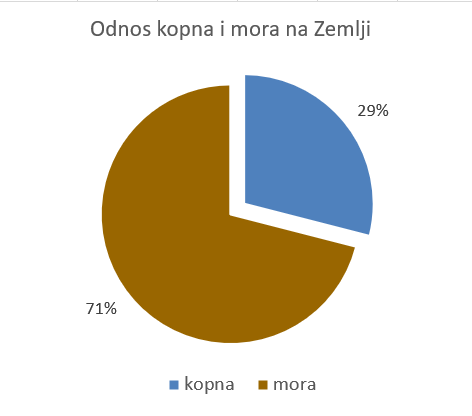 Odnos kopna i mora na Zemlji
29%
71%
kopna mora